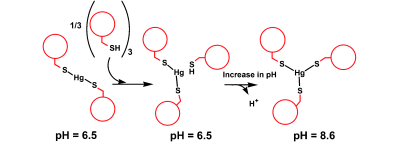 1/3
SH
3
S
Hg
S
S
Hg
S
H
S
Increase in pH
H+
S
Hg
S
S
pH = 6.5
pH = 6.5
pH = 8.6